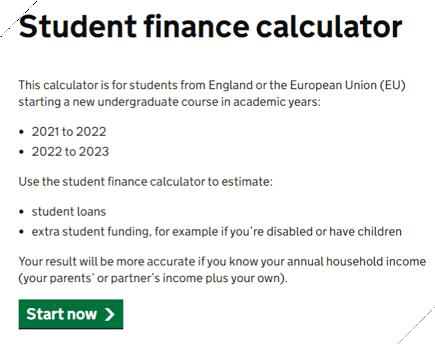 Student finance calculator
This calculator is for students from England or the European Union (EU)
starting a new undergraduate course in academic years:
• 2021 to 2022
• 2022 to 2023
Use the student finance calculator to estimate:
• student loans
• extra student funding, for example if you're disabled or have children
Your result will be more accurate if you know your annual household income
(your parents' or partner's income plus your own).
Start now